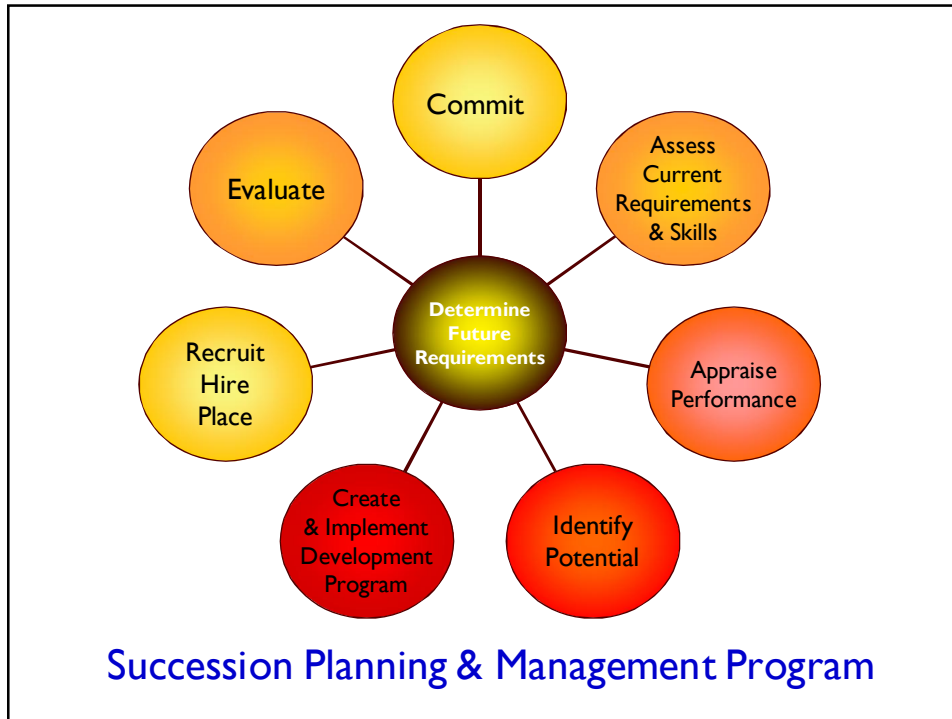 Commit
Assess
Current
Requirements
& Skills
Evaluate
Determine
Future
Requirements
Recruit
Hire
Place
Appraise
Performance
Create
& Implement
Development
Program
Identify
Potential
Succession Planning & Management Program